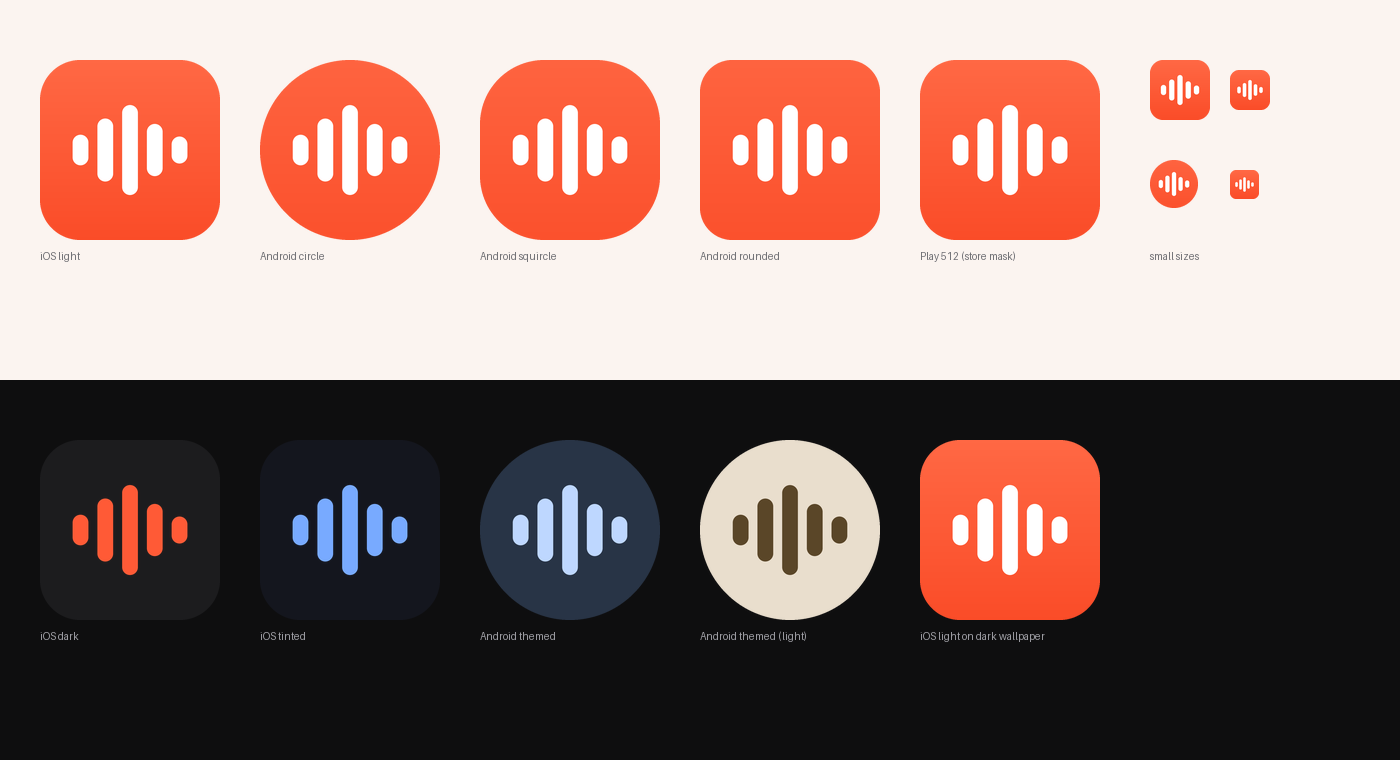 iOS light
Android circle
Android squircle
Android rounded
Play 512 (store mask)
small sizes
iOS dark
iOS tinted
Android themed
Android themed (light)
iOS light on dark wallpaper